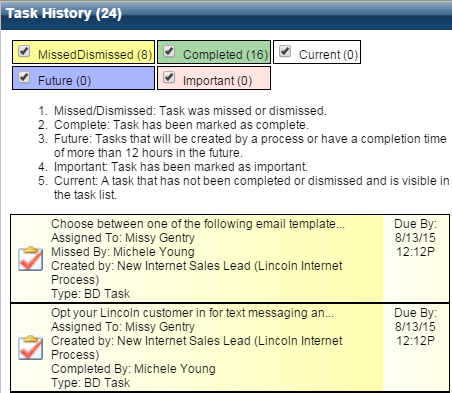 Task History (24)
MissedDismissed (8) Completed (16) Current (0)
Future (0) Important (0)
1. Missed/Dismissed: Task was missed or dismissed.
2. Complete: Task has been marked as complete.
3. Future: Tasks that will be created by a process or have a completion time
of more than 12 hours in the future.
4. Important: Task has been marked as important.
5. Current: A task that has not been completed or dismissed and is visible in
the task list.
Choose between one of the following email template... Due By:
Assigned To: Missy Gentry 8/13/15
Missed By: Michele Young 12:12P
Created by: New Internet Sales Lead (Lincoln Internet
Process)
Type: BD Task
Opt your Lincoln customer in for text messaging an... Due By:
Assigned To: Missy Gentry 8/13/15
Created by: New Internet Sales Lead (Lincoln Internet 12:12P
Process)
Completed By: Michele Young
Type: BD Task